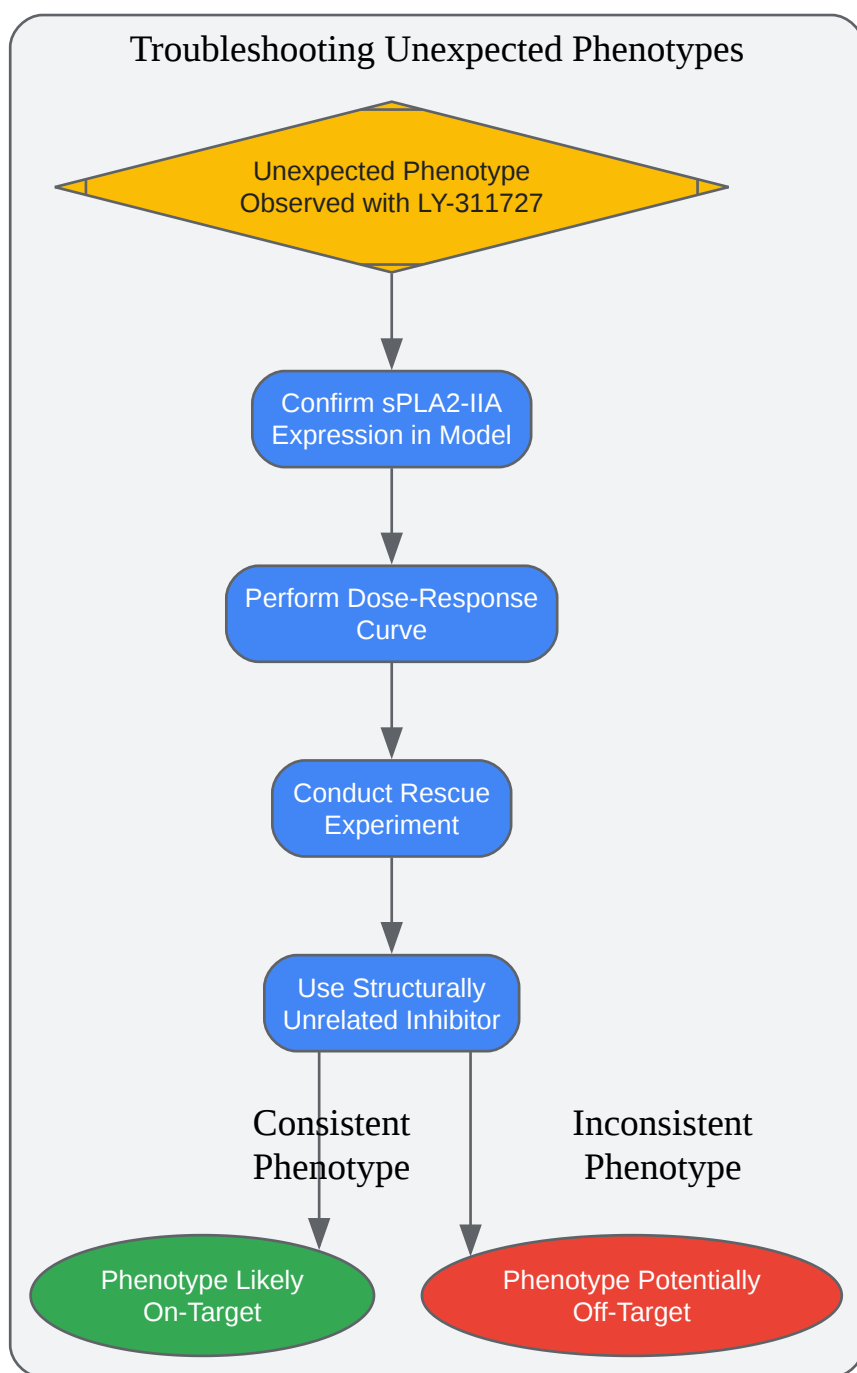 Troubleshooting Unexpected Phenotypes
Unexpected Phenotype
Observed with LY-311727
Confirm sPLA2-IIA
Expression in Model
Perform Dose-Response
Curve
Conduct Rescue
Experiment
Use Structurally
Unrelated Inhibitor
Consistent
Phenotype
Inconsistent
Phenotype
Phenotype Likely
On-Target
Phenotype Potentially
Off-Target